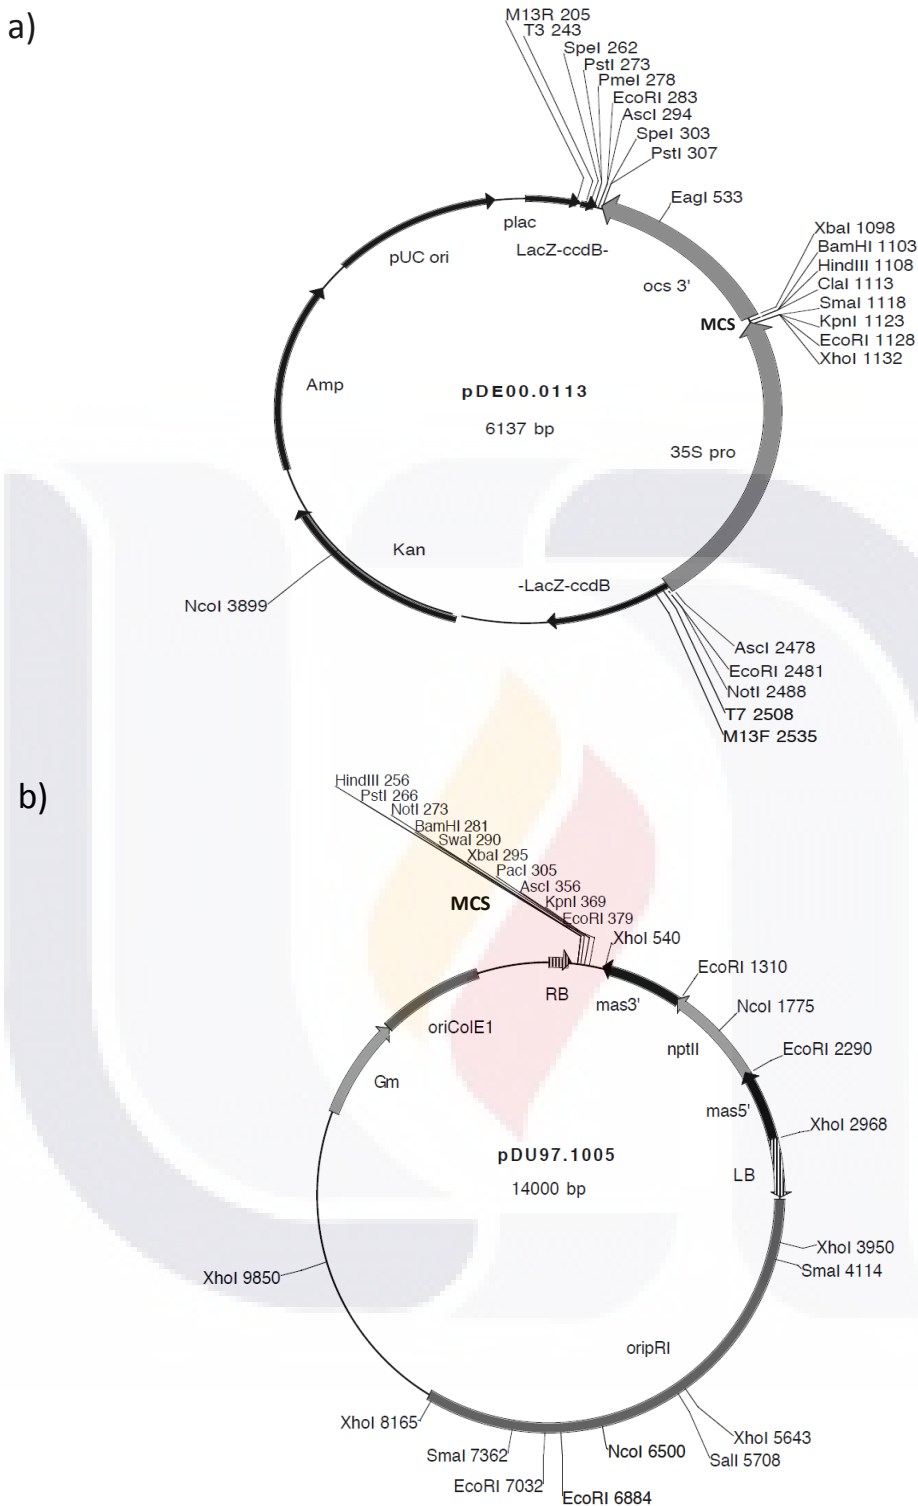 a)
M13R 205
T3 243
SpeI 262
PstI 273
PmeI 278
EcoRI 283
AscI 294
SpeI 303
PstI 307
EagI 533
plac
LacZ-ccdB-
pUC ori
ocs 3'
XbaI 1098
BamHI 1103
HindIII 1108
ClaI 1113
SmaI 1118
KpnI 1123
EcoRI 1128
XhoI 1132
MCS
Amp
pDE00.0113
6137 bp
35S pro
Kan
-LacZ-ccdB
NcoI 3899
AscI 2478
EcoRI 2481
NotI 2488
T7 2508
M13F 2535
b)
HindIII 256
PstI 266
NotI 273
BamHI 281
SwaI 290
XbaI 295
PacI 305
AscI 356
KpnI 369
EcoRI 379
MCS
XhoI 540
RB
mas3'
EcoRI 1310
NcoI 1775
oriColE1
nptII
EcoRI 2290
Gm
mas5'
XhoI 2968
pDU97.1005
14000 bp
LB
XhoI 3950
SmaI 4114
XhoI 9850
oripRI
XhoI 8165
XhoI 5643
SmaI 7362
NcoI 6500
SalI 5708
EcoRI 7032
EcoRI 6884